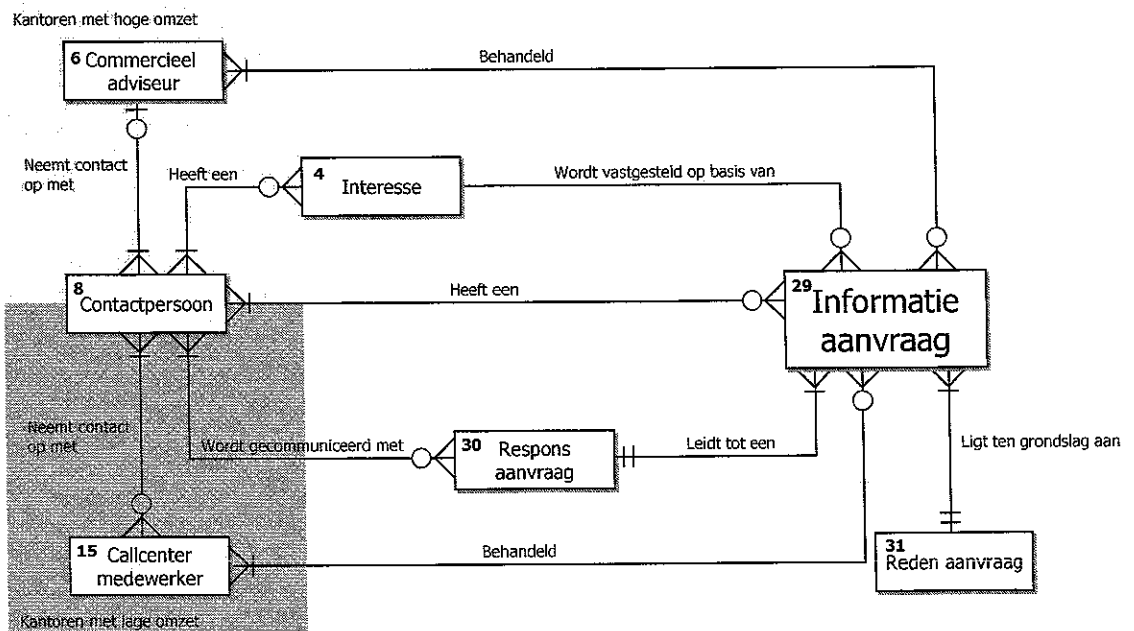 Kantoren met hoge omzet
6 Commercieel
adviseur
Behandeld
Neemt contact
op met
Heeft een
4
Interesse
Wordt vastgesteld op basis van
8
Contactpersoon
Heeft een
29
Informatie
aanvraag
Neemt contact
op met
Wordt gecommuniceerd met
30
Respons
aanvraag
Leidt tot een
Ligt ten grondslag aan
15 Callcenter
medewerker
Behandeld
31
Reden aanvraag
Kantoren met lage omzet